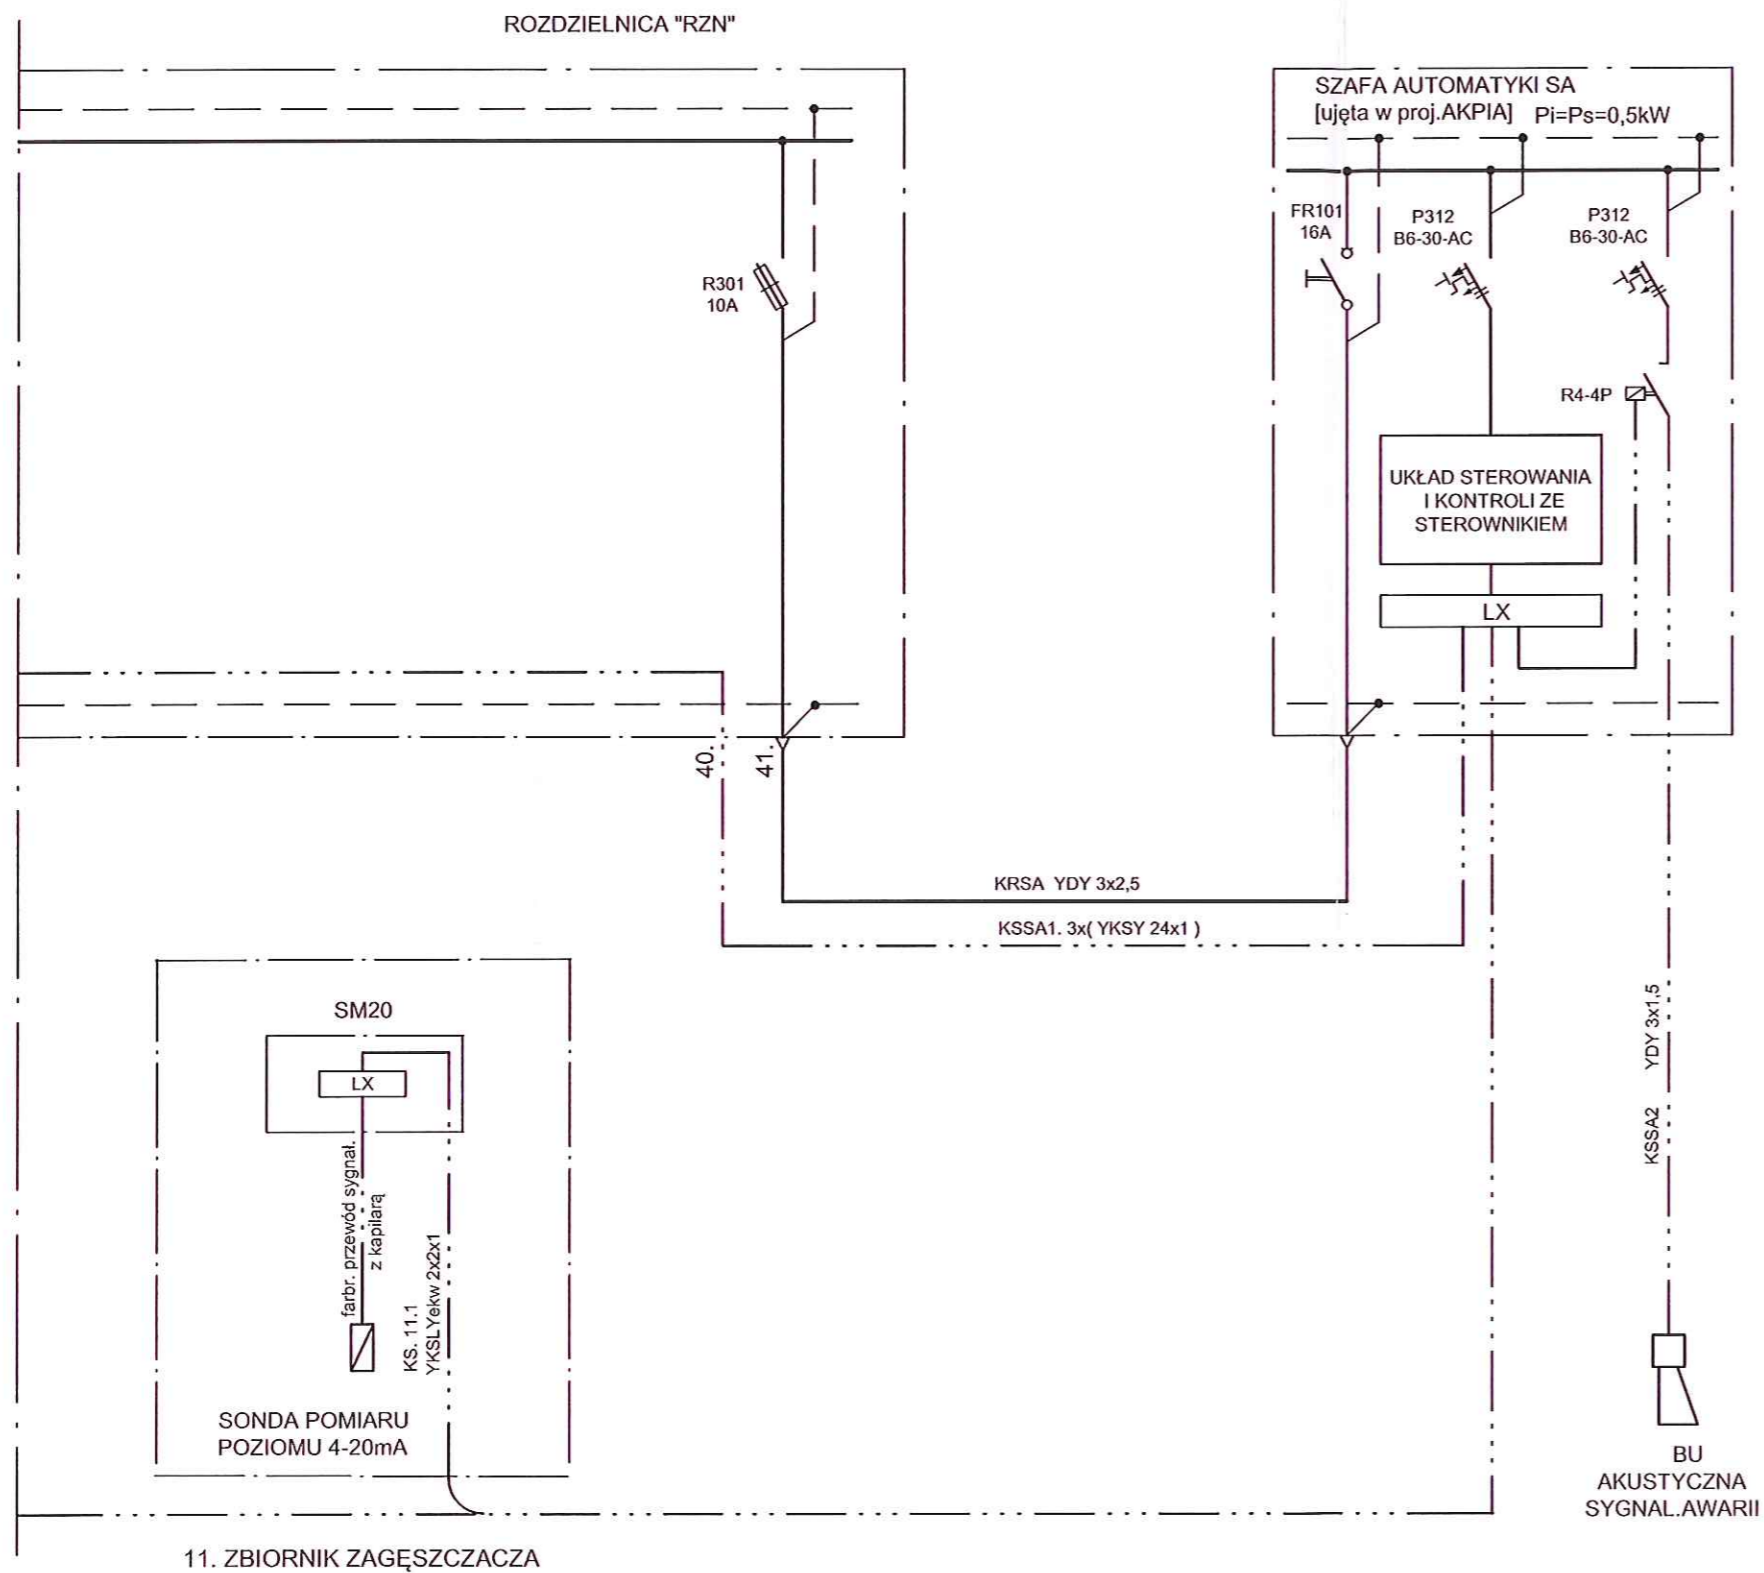 ROZDZIELNICA "RZN"
SZAFA AUTOMATYKI SA
[ujęta w proj.AKPIA] Pi=Ps=0,5kW
R301
10A
FR101
16A
P312
B6-30-AC
P312
B6-30-AC
R4-4P
UKŁAD STEROWANIA
I KONTROLI ZE
STEROWNIKIEM
LX
40.
41.
KRSA YDY 3x2,5
KSSA1. 3x( YKSY 24x1 )
KSSA2 YDY 3x1,5
SM20
LX
farbr. przewód sygnał.
z kapilarą
KS. 11.1
YKSLYekw 2x2x1
SONDA POMIARU
POZIOMU 4-20mA
BU
AKUSTYCZNA
SYGNAL.AWARII
11. ZBIORNIK ZAGĘSZCZACZA